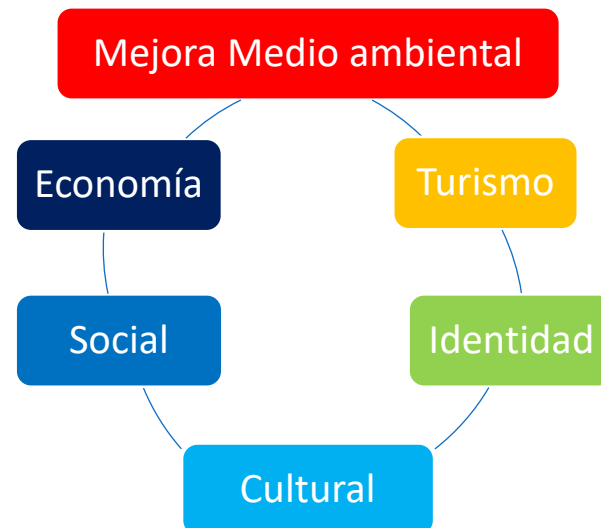 Mejora Medio ambiental
Economía
Turismo
Social
Identidad
Cultural